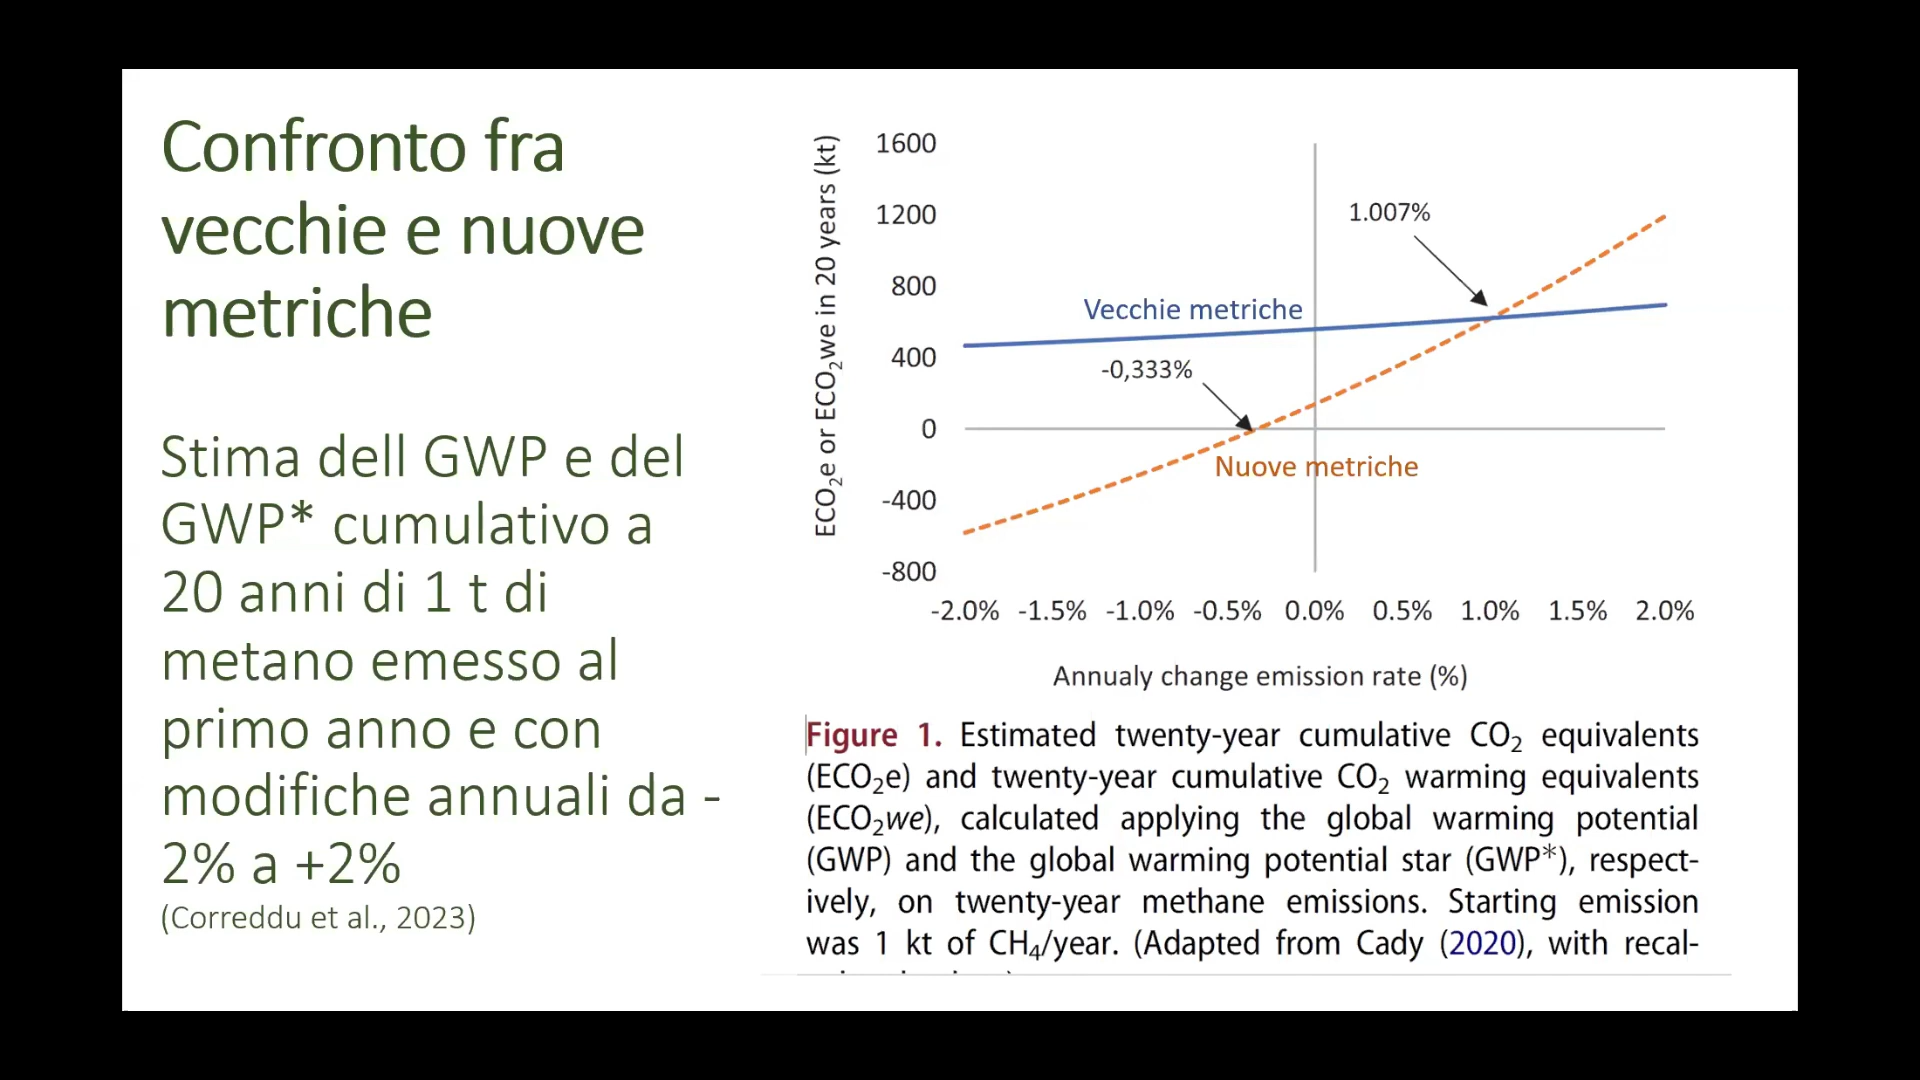 Confronto fra
vecchie e nuove
metriche
Stima dell GWP e del
GWP* cumulativo a
20 anni di 1 t di
metano emesso al
primo anno e con
modifiche annuali da -
2% a +2%
(Correddu et al., 2023)
ECO₂e or ECO₂we in 20 years (kt)
1600
1200
800
400
0
-400
-800
1.007%
Vecchie metriche
-0,333%
Nuove metriche
-2.0% -1.5% -1.0% -0.5% 0.0% 0.5% 1.0% 1.5% 2.0%
Annualy change emission rate (%)
Figure 1. Estimated twenty-year cumulative CO₂ equivalents
(ECO₂e) and twenty-year cumulative CO₂ warming equivalents
(ECO₂we), calculated applying the global warming potential
(GWP) and the global warming potential star (GWP*), respect-
ively, on twenty-year methane emissions. Starting emission
was 1 kt of CH₄/year. (Adapted from Cady (2020), with recal-